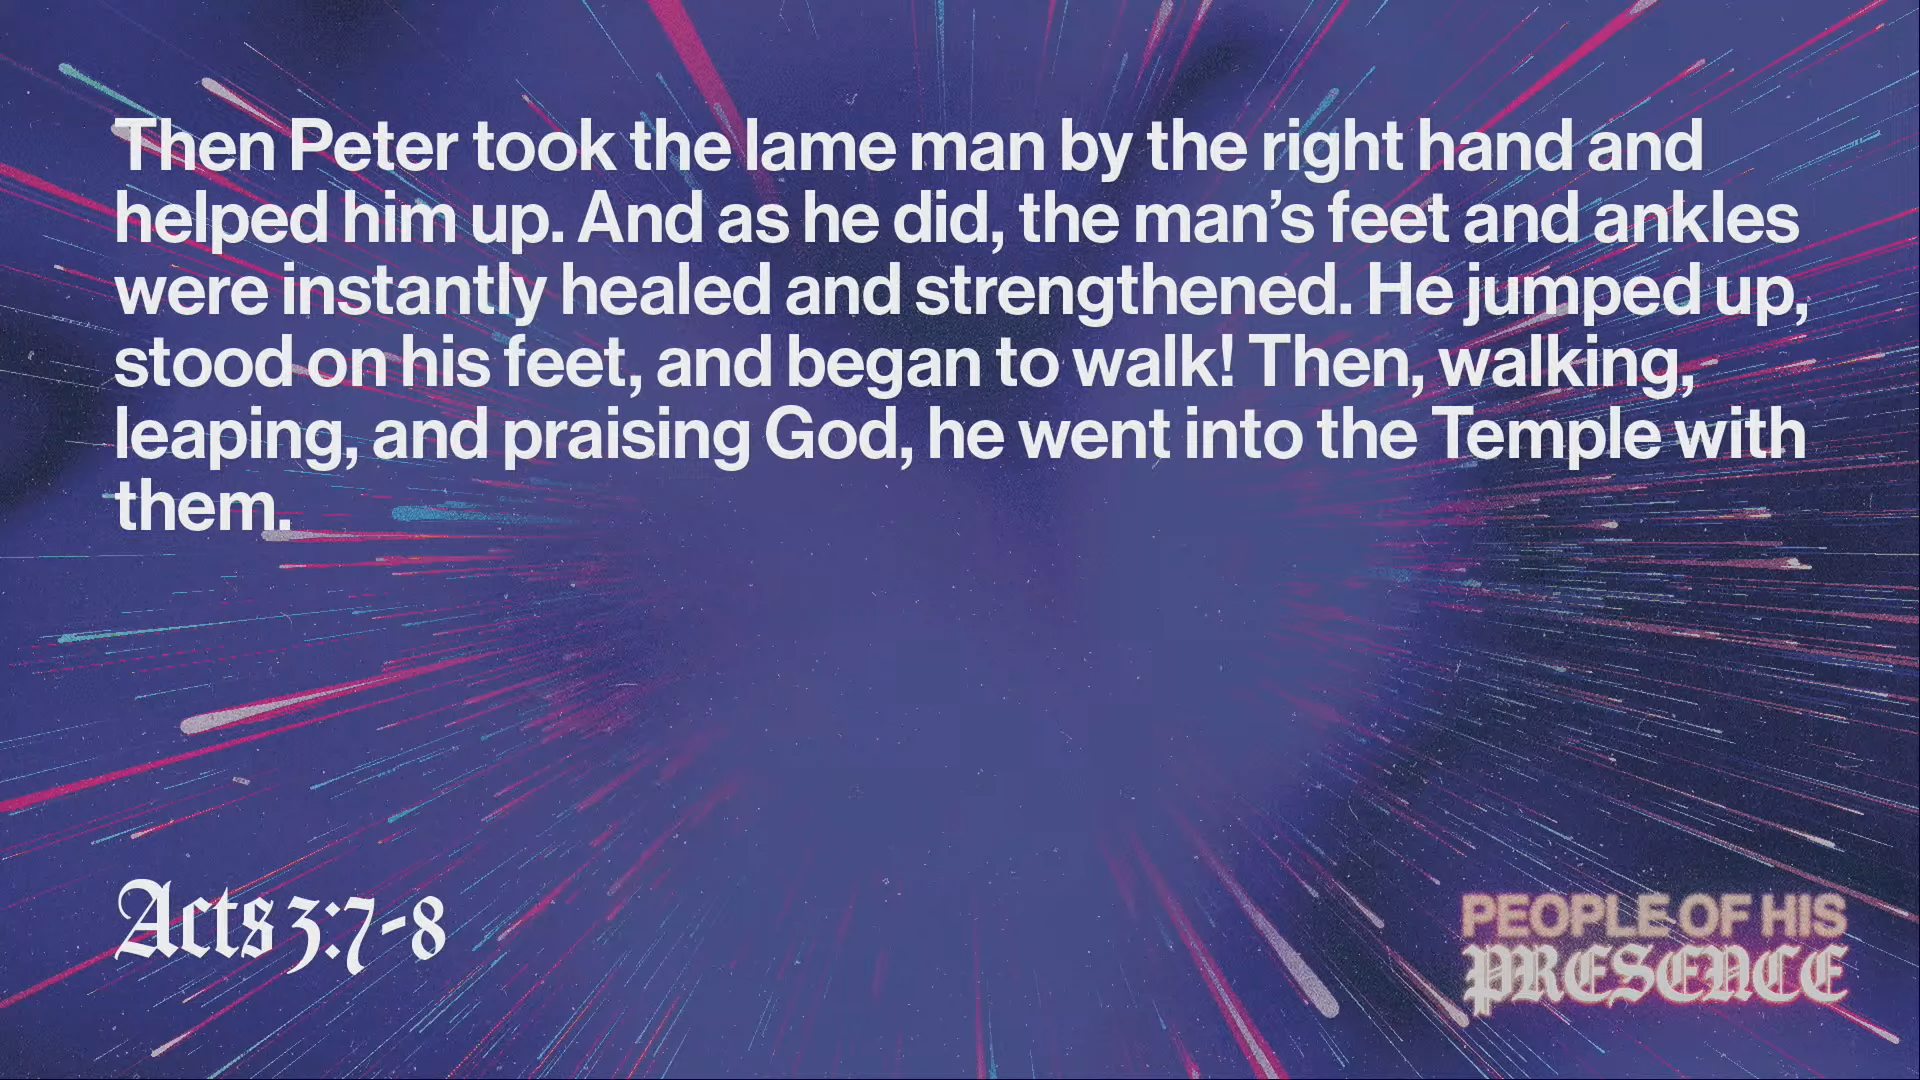 Then Peter took the lame man by the right hand and
helped him up. And as he did, the man’s feet and ankles
were instantly healed and strengthened. He jumped up,
stood on his feet, and began to walk! Then, walking,
leaping, and praising God, he went into the Temple with
them.
Acts 3:7-8
PEOPLE OF HIS
PRESENCE